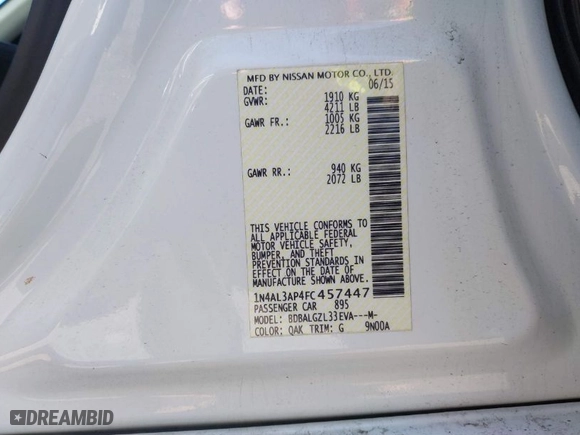 MFD BY NISSAN MOTOR CO., LTD.
DATE: 06/15
GVWR: 1910 KG
4211 LB
GAWR FR.: 1005 KG
2216 LB
GAWR RR.: 940 KG
2072 LB
THIS VEHICLE CONFORMS TO
ALL APPLICABLE FEDERAL
MOTOR VEHICLE SAFETY,
BUMPER, AND THEFT
PREVENTION STANDARDS IN
EFFECT ON THE DATE OF
MANUFACTURE SHOWN ABOVE.
1N4AL3AP4FC457447
PASSENGER CAR 895
MODEL: BDBALGZL33EVA---M-
COLOR: QAK TRIM: G 9N00A
DREAMBID